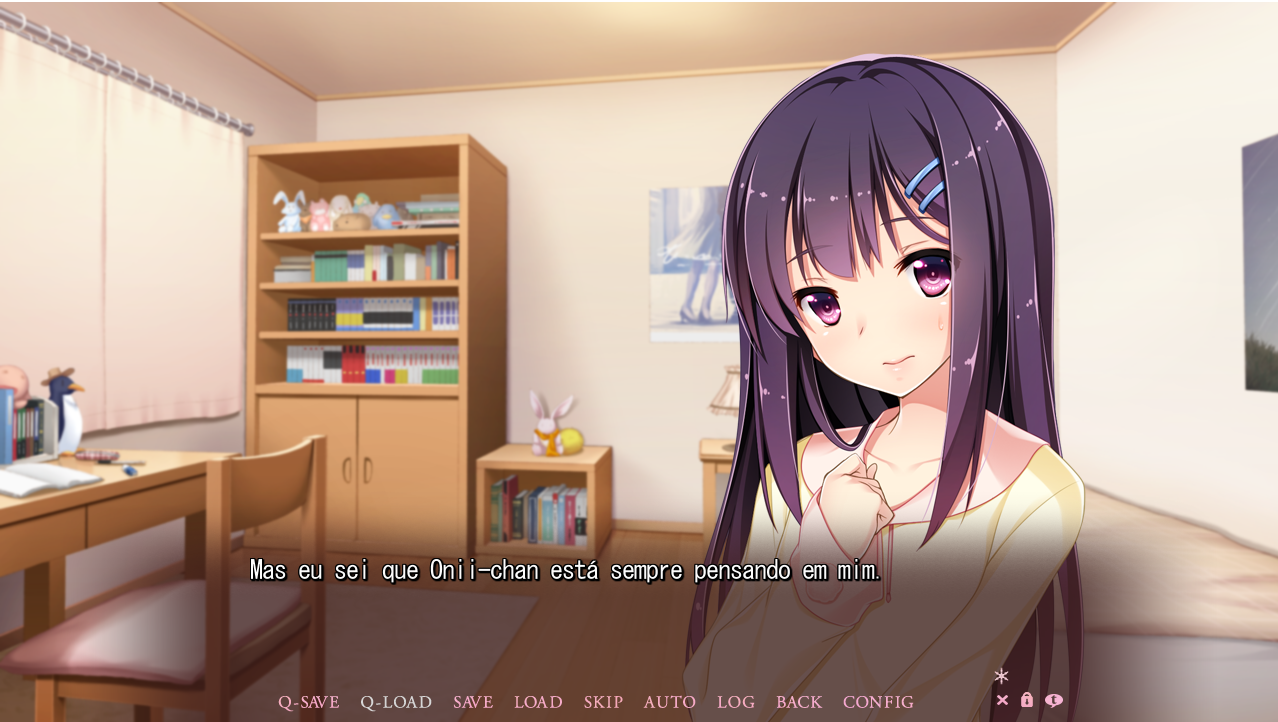 Mas eu sei que Onii-chan está sempre pensando em mim.
Q-SAVE Q-LOAD SAVE LOAD SKIP AUTO LOG BACK CONFIG